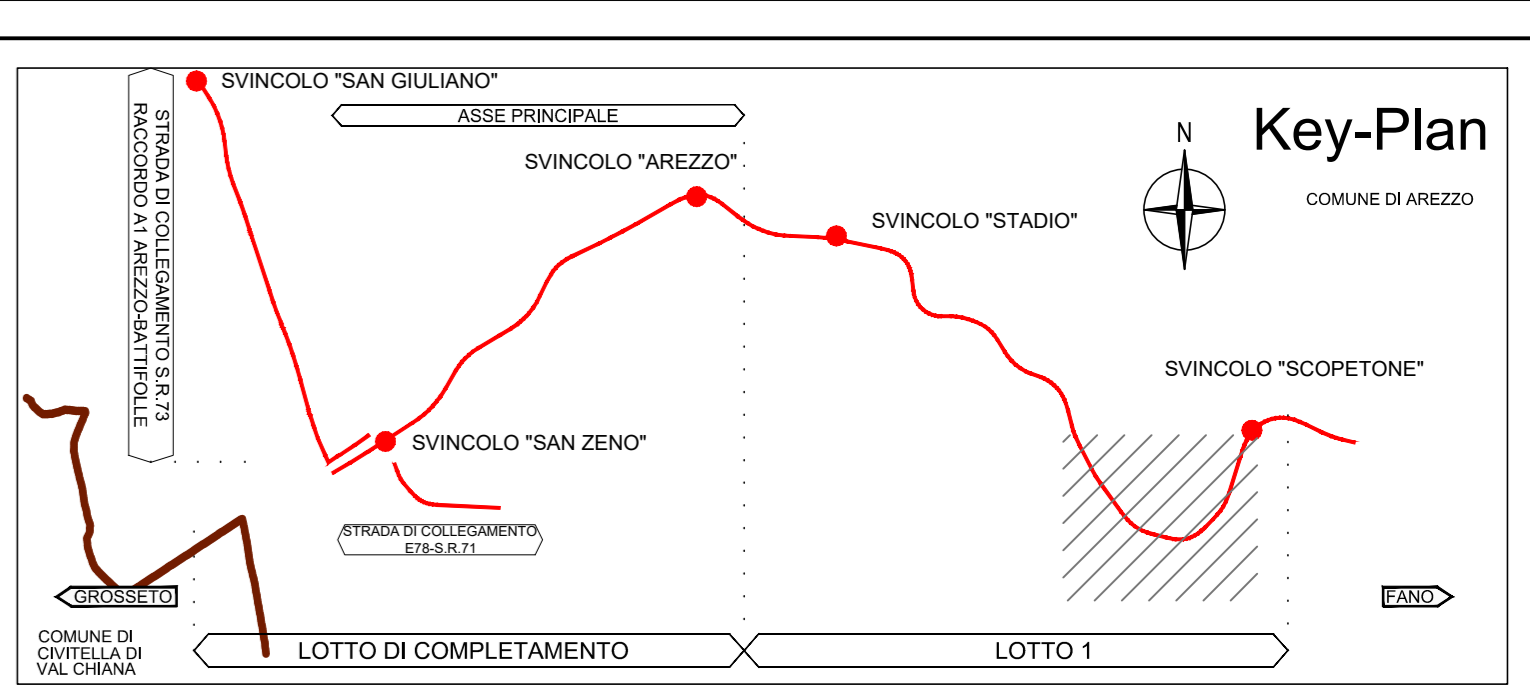 SVINCOLO "SAN GIULIANO"
STRADA DI COLLEGAMENTO S.R.73
RACCORDO A1 AREZZO-BATTIFOLLE
ASSE PRINCIPALE
Key-Plan
N
SVINCOLO "AREZZO"
COMUNE DI AREZZO
SVINCOLO "STADIO"
SVINCOLO "SCOPETONE"
SVINCOLO "SAN ZENO"
STRADA DI COLLEGAMENTO
E78-S.R.71
GROSSETO
FANO
COMUNE DI
CIVITELLA DI
VAL CHIANA
LOTTO DI COMPLETAMENTO
LOTTO 1